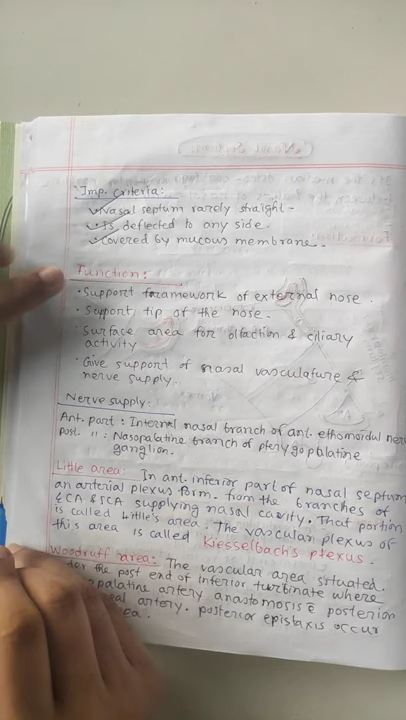 Imp. criteria:
Nasal septum rarely straight -
Is deflected to any side.
Covered by mucous membrane.
Function:
• Support framework of external nose.
• Support tip of the nose.
• Surface area for olfaction & ciliary
activity
• Give support of nasal vasculature &
nerve supply.
Nerve supply:
Ant. part : Internal nasal branch of ant. ethomoidal ner
post. " : Nasopalatine branch of pterygopalatine
ganglion.
Little area: In ant. inferior part of nasal septum
an arterial plexus form. from the branches of
ECA & ICA supplying nasal cavity. That portion
is called Little's area. The vascular plexus of
this area is called Kiesselbach's plexus.
Woodruff area: The vascular area situated
the post end of inferior turbinate where
palatine artery anastomosis c̄ posterior
artery. posterior epistaxis occur